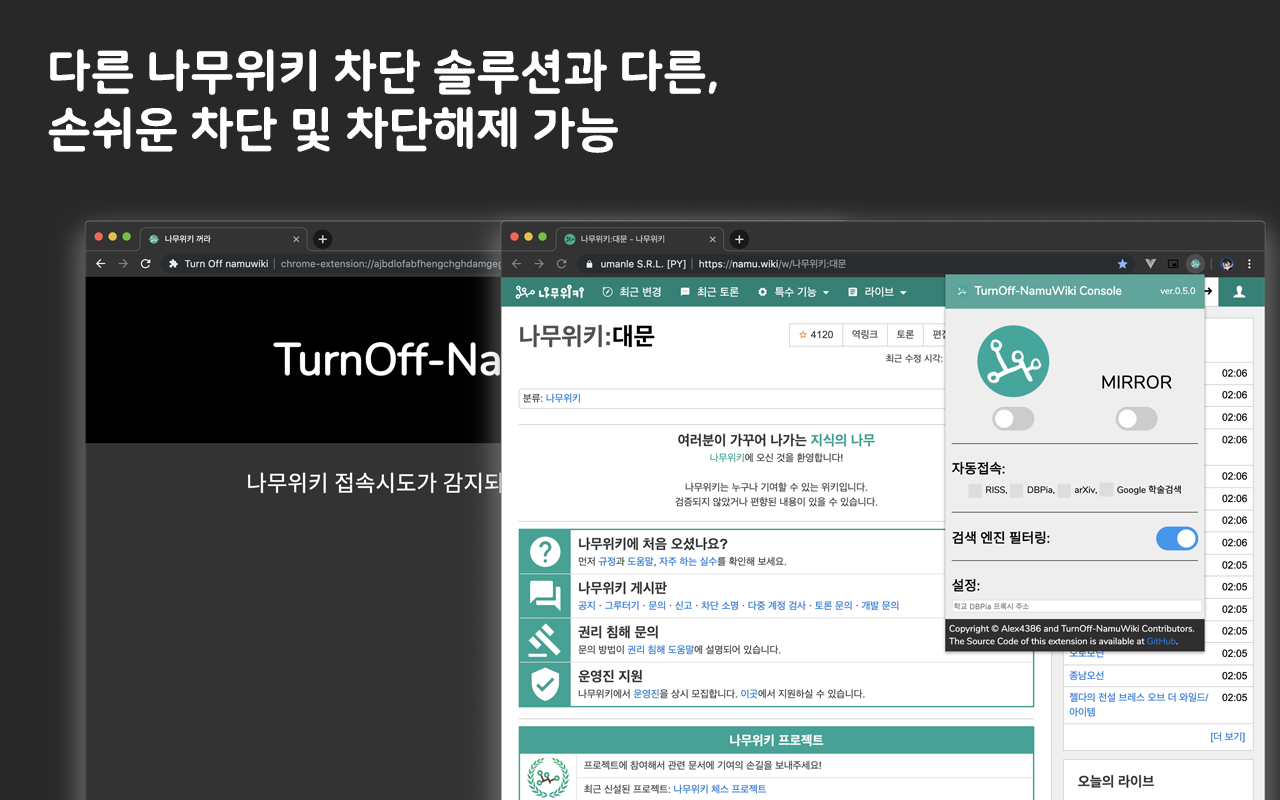 다른 나무위키 차단 솔루션과 다른,
손쉬운 차단 및 차단해제 가능
나무위키 꺼라
Turn Off namuwiki
chrome-extension://ajbdlofabfhengchghdamgeg
TurnOff-Na
나무위키 접속시도가 감지되
나무위키:대문 - 나무위키
umanle S.R.L. [PY]
https://namu.wiki/w/나무위키:대문
나무위키
최근 변경
최근 토론
특수 기능
라이브
나무위키:대문
4120
역링크
토론
편집
최근 수정 시각:
분류: 나무위키
여러분이 가꾸어 나가는 지식의 나무
나무위키에 오신 것을 환영합니다!
나무위키는 누구나 기여할 수 있는 위키입니다.
검증되지 않았거나 편향된 내용이 있을 수 있습니다.
나무위키에 처음 오셨나요?
먼저 규정과 도움말, 자주 하는 실수를 확인해 보세요.
나무위키 게시판
공지 · 그루터기 · 문의 · 신고 · 차단 소명 · 다중 계정 검사 · 토론 문의 · 개발 문의
권리 침해 문의
문의 방법이 권리 침해 도움말에 설명되어 있습니다.
운영진 지원
나무위키에서 운영진을 상시 모집합니다. 이곳에서 지원하실 수 있습니다.
나무위키 프로젝트
프로젝트에 참여해서 관련 문서에 기여의 손길을 보내주세요!
최근 신설된 프로젝트: 나무위키 체스 프로젝트
TurnOff-NamuWiki Console
ver.0.5.0
MIRROR
자동접속:
RISS, DBPia, arXiv, Google 학술검색
검색 엔진 필터링:
설정:
학교 DBPia 프록시 주소
Copyright © Alex4386 and TurnOff-NamuWiki Contributors.
The Source Code of this extension is available at GitHub.
02:06
02:06
02:06
02:06
02:06
02:06
02:06
02:06
02:05
02:05
02:05
02:05
02:05
종남오선
02:05
젤다의 전설 브레스 오브 더 와일드/
아이템
02:05
[더 보기]
오늘의 라이브